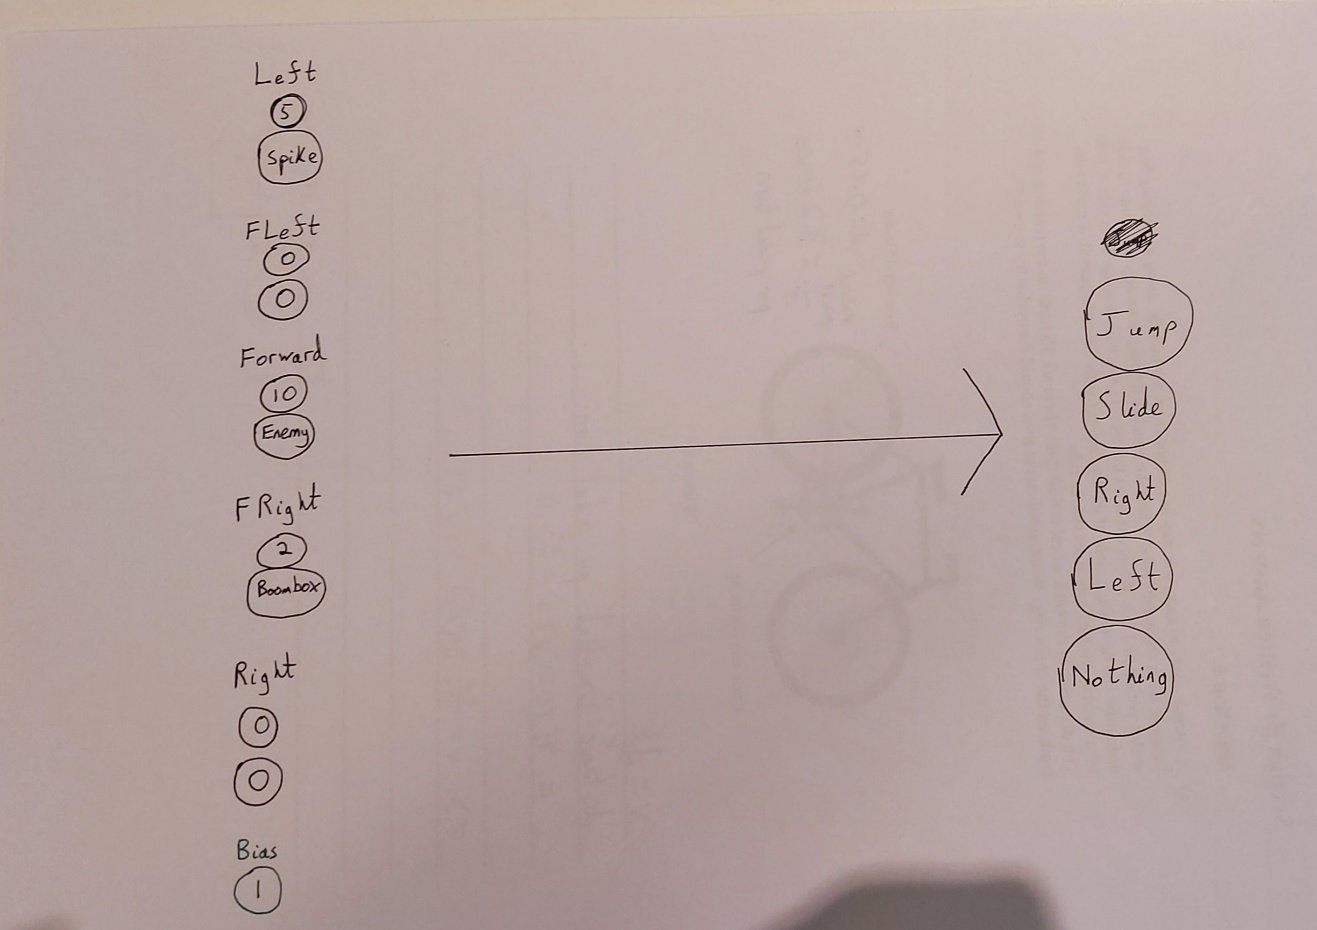 Left
5
Spike
FLeft
0
0
Forward
10
Enemy
F Right
2
Boombox
Right
0
0
Bias
1
Jump
Slide
Right
Left
Nothing